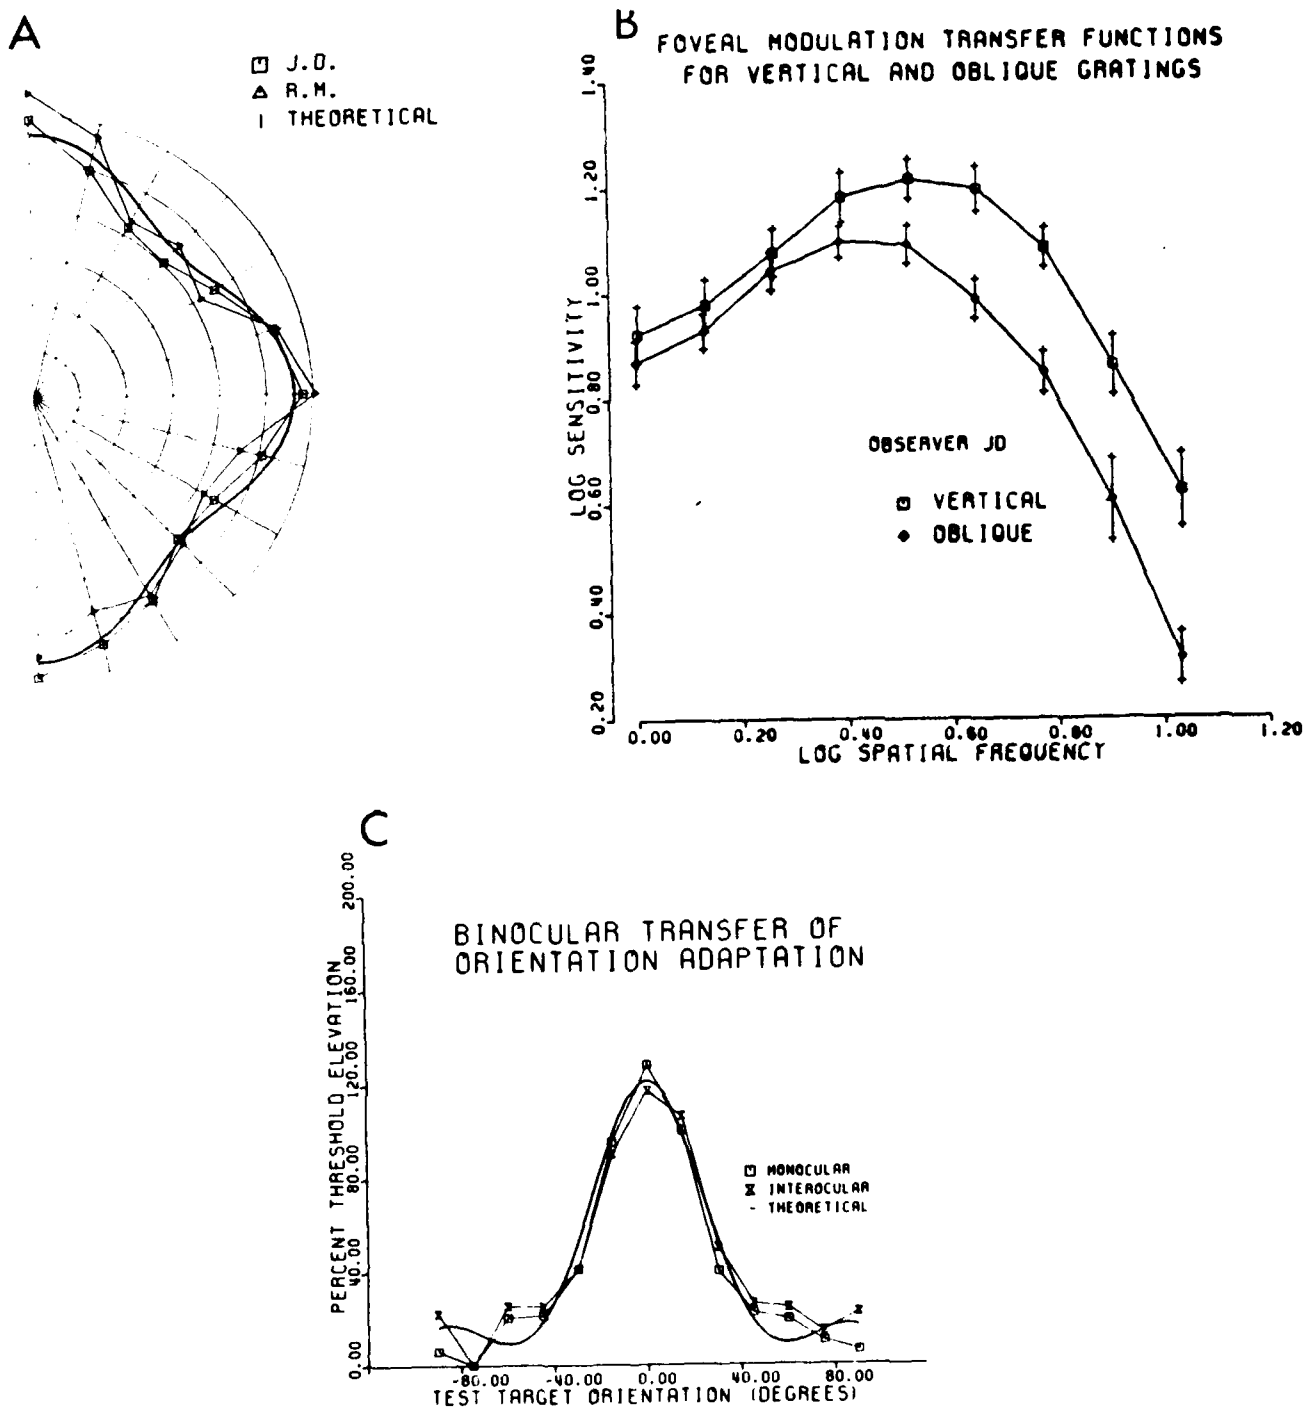 A
J.D.
R.M.
THEORETICAL
B
FOVEAL MODULATION TRANSFER FUNCTIONS
FOR VERTICAL AND OBLIQUE GRATINGS
LOG SENSITIVITY
1.40
1.20
1.00
0.80
0.60
0.40
0.20
OBSERVER JD
VERTICAL
OBLIQUE
0.00 0.20 0.40 0.60 0.80 1.00 1.20
LOG SPATIAL FREQUENCY
C
BINOCULAR TRANSFER OF
ORIENTATION ADAPTATION
PERCENT THRESHOLD ELEVATION
200.00
160.00
120.00
80.00
40.00
0.00
MONOCULAR
INTEROCULAR
- THEORETICAL
-80.00 -40.00 0.00 40.00 80.00
TEST TARGET ORIENTATION (DEGREES)